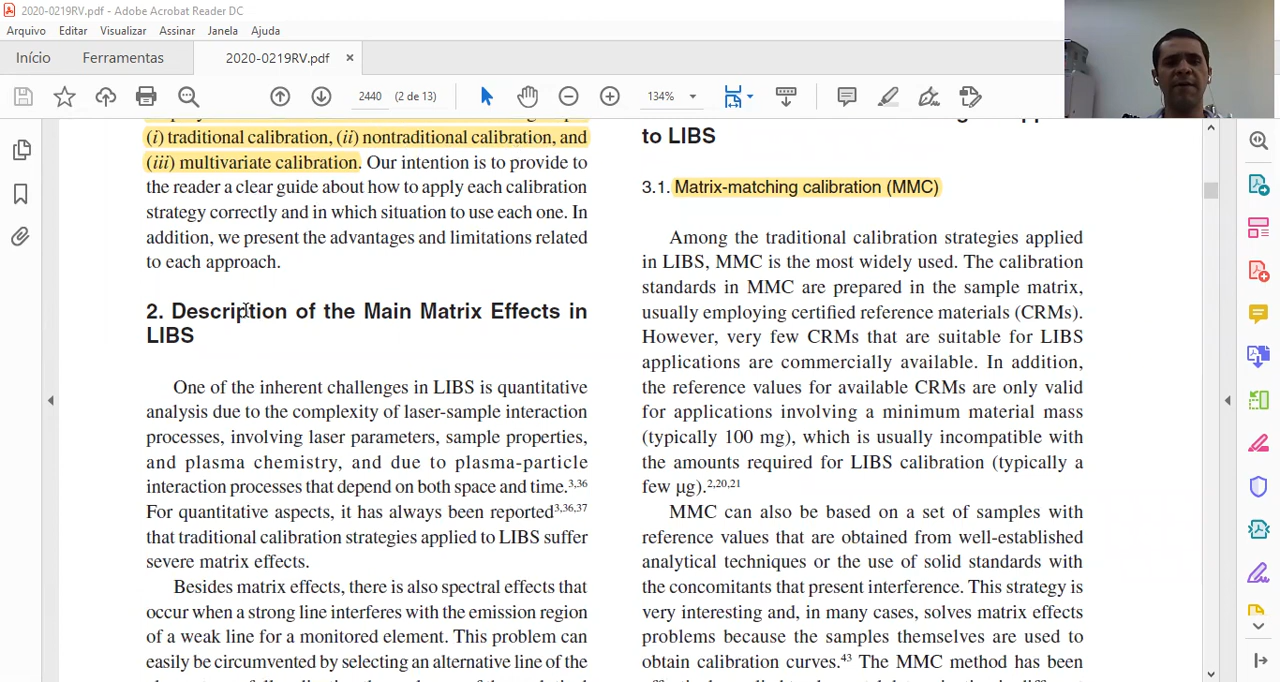 2020-0219RV.pdf - Adobe Acrobat Reader DC
Arquivo Editar Visualizar Assinar Janela Ajuda
Início Ferramentas 2020-0219RV.pdf ×
2440 (2 de 13) 134%
(i) traditional calibration, (ii) nontraditional calibration, and
(iii) multivariate calibration. Our intention is to provide to
the reader a clear guide about how to apply each calibration
strategy correctly and in which situation to use each one. In
addition, we present the advantages and limitations related
to each approach.
2. Description of the Main Matrix Effects in
LIBS
One of the inherent challenges in LIBS is quantitative
analysis due to the complexity of laser-sample interaction
processes, involving laser parameters, sample properties,
and plasma chemistry, and due to plasma-particle
interaction processes that depend on both space and time.3,36
For quantitative aspects, it has always been reported3,36,37
that traditional calibration strategies applied to LIBS suffer
severe matrix effects.
Besides matrix effects, there is also spectral effects that
occur when a strong line interferes with the emission region
of a weak line for a monitored element. This problem can
easily be circumvented by selecting an alternative line of the
to LIBS
3.1. Matrix-matching calibration (MMC)
Among the traditional calibration strategies applied
in LIBS, MMC is the most widely used. The calibration
standards in MMC are prepared in the sample matrix,
usually employing certified reference materials (CRMs).
However, very few CRMs that are suitable for LIBS
applications are commercially available. In addition,
the reference values for available CRMs are only valid
for applications involving a minimum material mass
(typically 100 mg), which is usually incompatible with
the amounts required for LIBS calibration (typically a
few µg).2,20,21
MMC can also be based on a set of samples with
reference values that are obtained from well-established
analytical techniques or the use of solid standards with
the concomitants that present interference. This strategy is
very interesting and, in many cases, solves matrix effects
problems because the samples themselves are used to
obtain calibration curves.43 The MMC method has been